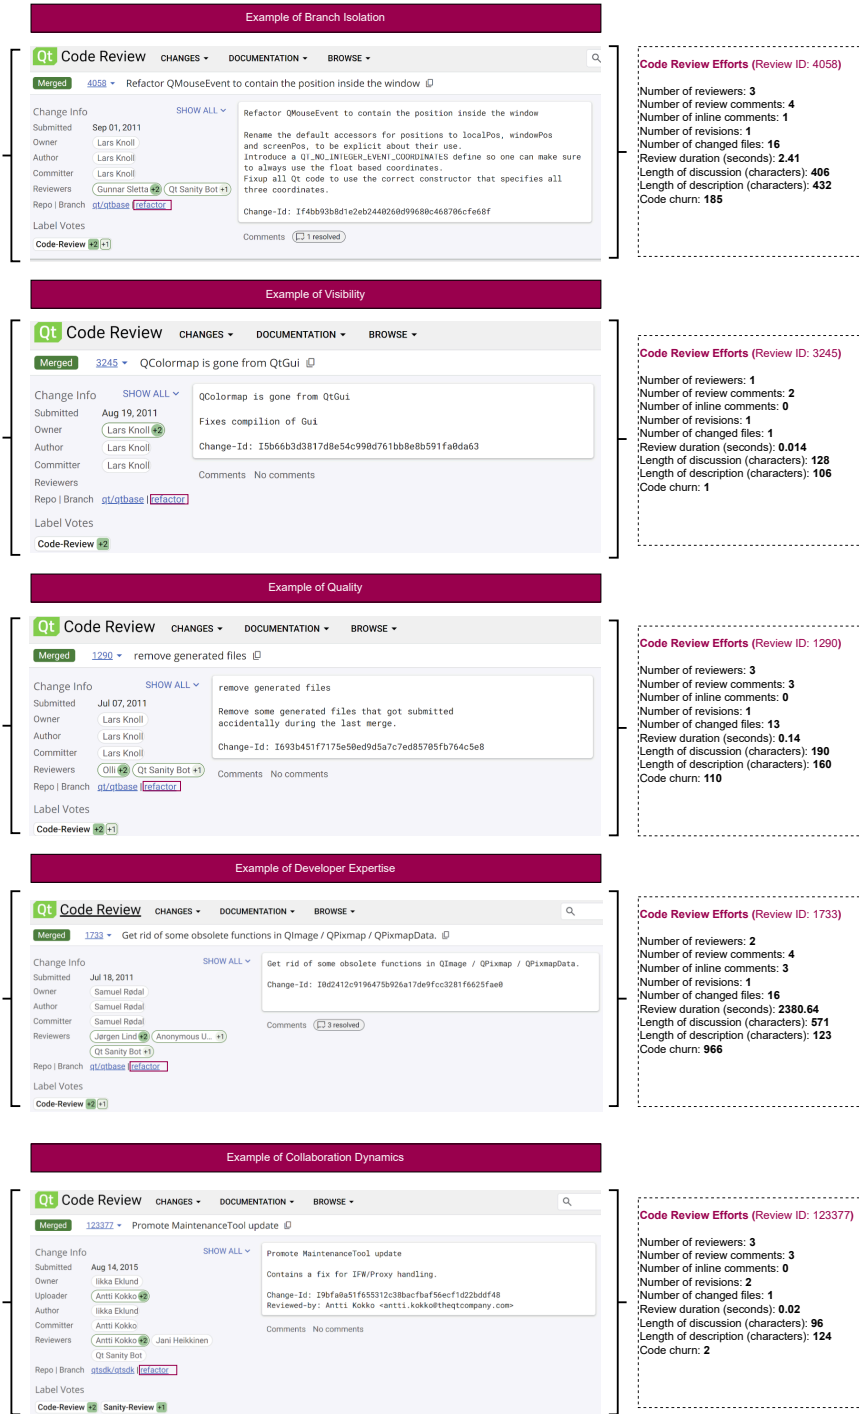 Example of Branch Isolation
Qt Code Review CHANGES DOCUMENTATION BROWSE
Merged 4058 Refactor QMouseEvent to contain the position inside the window
Change Info SHOW ALL
Submitted Sep 01, 2011
Owner Lars Knoll
Author Lars Knoll
Committer Lars Knoll
Reviewers Gunnar Sletta +2 Qt Sanity Bot +1
Repo | Branch qt/qtbase | refactor
Label Votes
Code-Review +2 +1
Refactor QMouseEvent to contain the position inside the window
Rename the default accessors for positions to localPos, windowPos
and screenPos, to be explicit about their use.
Introduce a QT_NO_INTEGER_EVENT_COORDINATES define so one can make sure
to always use the float based coordinates.
Fixup all Qt code to use the correct constructor that specifies all
three coordinates.
Change-Id: If4bb93b8d1e2eb2440260d99680c468706cfe68f
Comments 1 resolved
Code Review Efforts (Review ID: 4058)
Number of reviewers: 3
Number of review comments: 4
Number of inline comments: 1
Number of revisions: 1
Number of changed files: 16
Review duration (seconds): 2.41
Length of discussion (characters): 406
Length of description (characters): 432
Code churn: 185
Example of Visibility
Qt Code Review CHANGES DOCUMENTATION BROWSE
Merged 3245 QColormap is gone from QtGui
Change Info SHOW ALL
Submitted Aug 19, 2011
Owner Lars Knoll +2
Author Lars Knoll
Committer Lars Knoll
Reviewers
Repo | Branch qt/qtbase | refactor
Label Votes
Code-Review +2
QColormap is gone from QtGui
Fixes compilion of Gui
Change-Id: I5b66b3d3817d8e54c990d761bb8e8b591fa0da63
Comments No comments
Code Review Efforts (Review ID: 3245)
Number of reviewers: 1
Number of review comments: 2
Number of inline comments: 0
Number of revisions: 1
Number of changed files: 1
Review duration (seconds): 0.014
Length of discussion (characters): 128
Length of description (characters): 106
Code churn: 1
Example of Quality
Qt Code Review CHANGES DOCUMENTATION BROWSE
Merged 1290 remove generated files
Change Info SHOW ALL
Submitted Jul 07, 2011
Owner Lars Knoll
Author Lars Knoll
Committer Lars Knoll
Reviewers Olli +2 Qt Sanity Bot +1
Repo | Branch qt/qtbase | refactor
Label Votes
Code-Review +2 +1
remove generated files
Remove some generated files that got submitted
accidentally during the last merge.
Change-Id: I693b451f7175e50ed9d5a7c7ed85705fb764c5e8
Comments No comments
Code Review Efforts (Review ID: 1290)
Number of reviewers: 3
Number of review comments: 3
Number of inline comments: 0
Number of revisions: 1
Number of changed files: 13
Review duration (seconds): 0.14
Length of discussion (characters): 190
Length of description (characters): 160
Code churn: 110
Example of Developer Expertise
Qt Code Review CHANGES DOCUMENTATION BROWSE
Merged 1733 Get rid of some obsolete functions in QImage / QPixmap / QPixmapData.
Change Info SHOW ALL
Submitted Jul 18, 2011
Owner Samuel Rødal
Author Samuel Rødal
Committer Samuel Rødal
Reviewers Jørgen Lind +2 Anonymous U... +1
Qt Sanity Bot +1
Repo | Branch qt/qtbase | refactor
Label Votes
Code-Review +2 +1
Get rid of some obsolete functions in QImage / QPixmap / QPixmapData.
Change-Id: I0d2412c9196475b926a17de9fcc3281f6625fae0
Comments 3 resolved
Code Review Efforts (Review ID: 1733)
Number of reviewers: 2
Number of review comments: 4
Number of inline comments: 3
Number of revisions: 1
Number of changed files: 16
Review duration (seconds): 2380.64
Length of discussion (characters): 571
Length of description (characters): 123
Code churn: 966
Example of Collaboration Dynamics
Qt Code Review CHANGES DOCUMENTATION BROWSE
Merged 123377 Promote MaintenanceTool update
Change Info SHOW ALL
Submitted Aug 14, 2015
Owner Iikka Eklund
Uploader Antti Kokko +2
Author Iikka Eklund
Committer Antti Kokko
Reviewers Antti Kokko +2 Jani Heikkinen
Qt Sanity Bot
Repo | Branch qtsdk/qtsdk | refactor
Label Votes
Code-Review +2 Sanity-Review +1
Promote MaintenanceTool update
Contains a fix for IFW/Proxy handling.
Change-Id: I9bfa0a51f655312c38bacfbaf56ecf1d22bddf48
Reviewed-by: Antti Kokko <antti.kokko@theqtcompany.com>
Comments No comments
Code Review Efforts (Review ID: 123377)
Number of reviewers: 3
Number of review comments: 3
Number of inline comments: 0
Number of revisions: 2
Number of changed files: 1
Review duration (seconds): 0.02
Length of discussion (characters): 96
Length of description (characters): 124
Code churn: 2